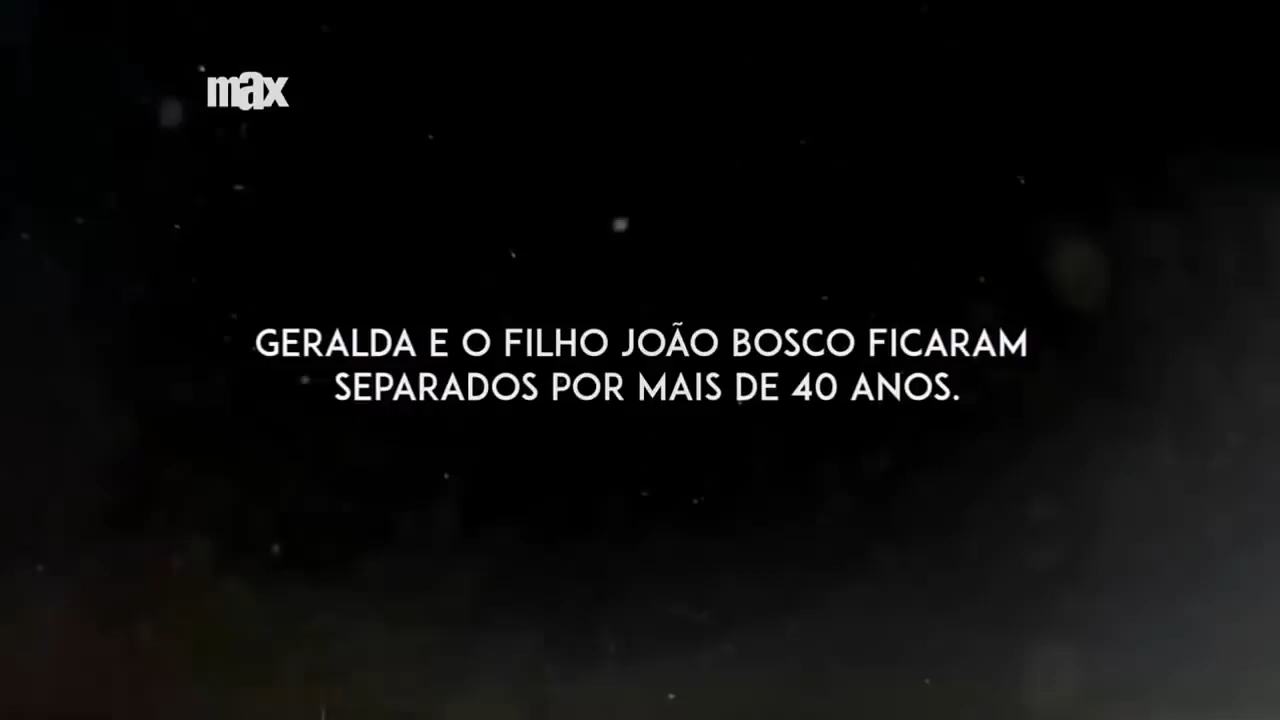 max
GERALDA E O FILHO JOÃO BOSCO FICARAM
SEPARADOS POR MAIS DE 40 ANOS.